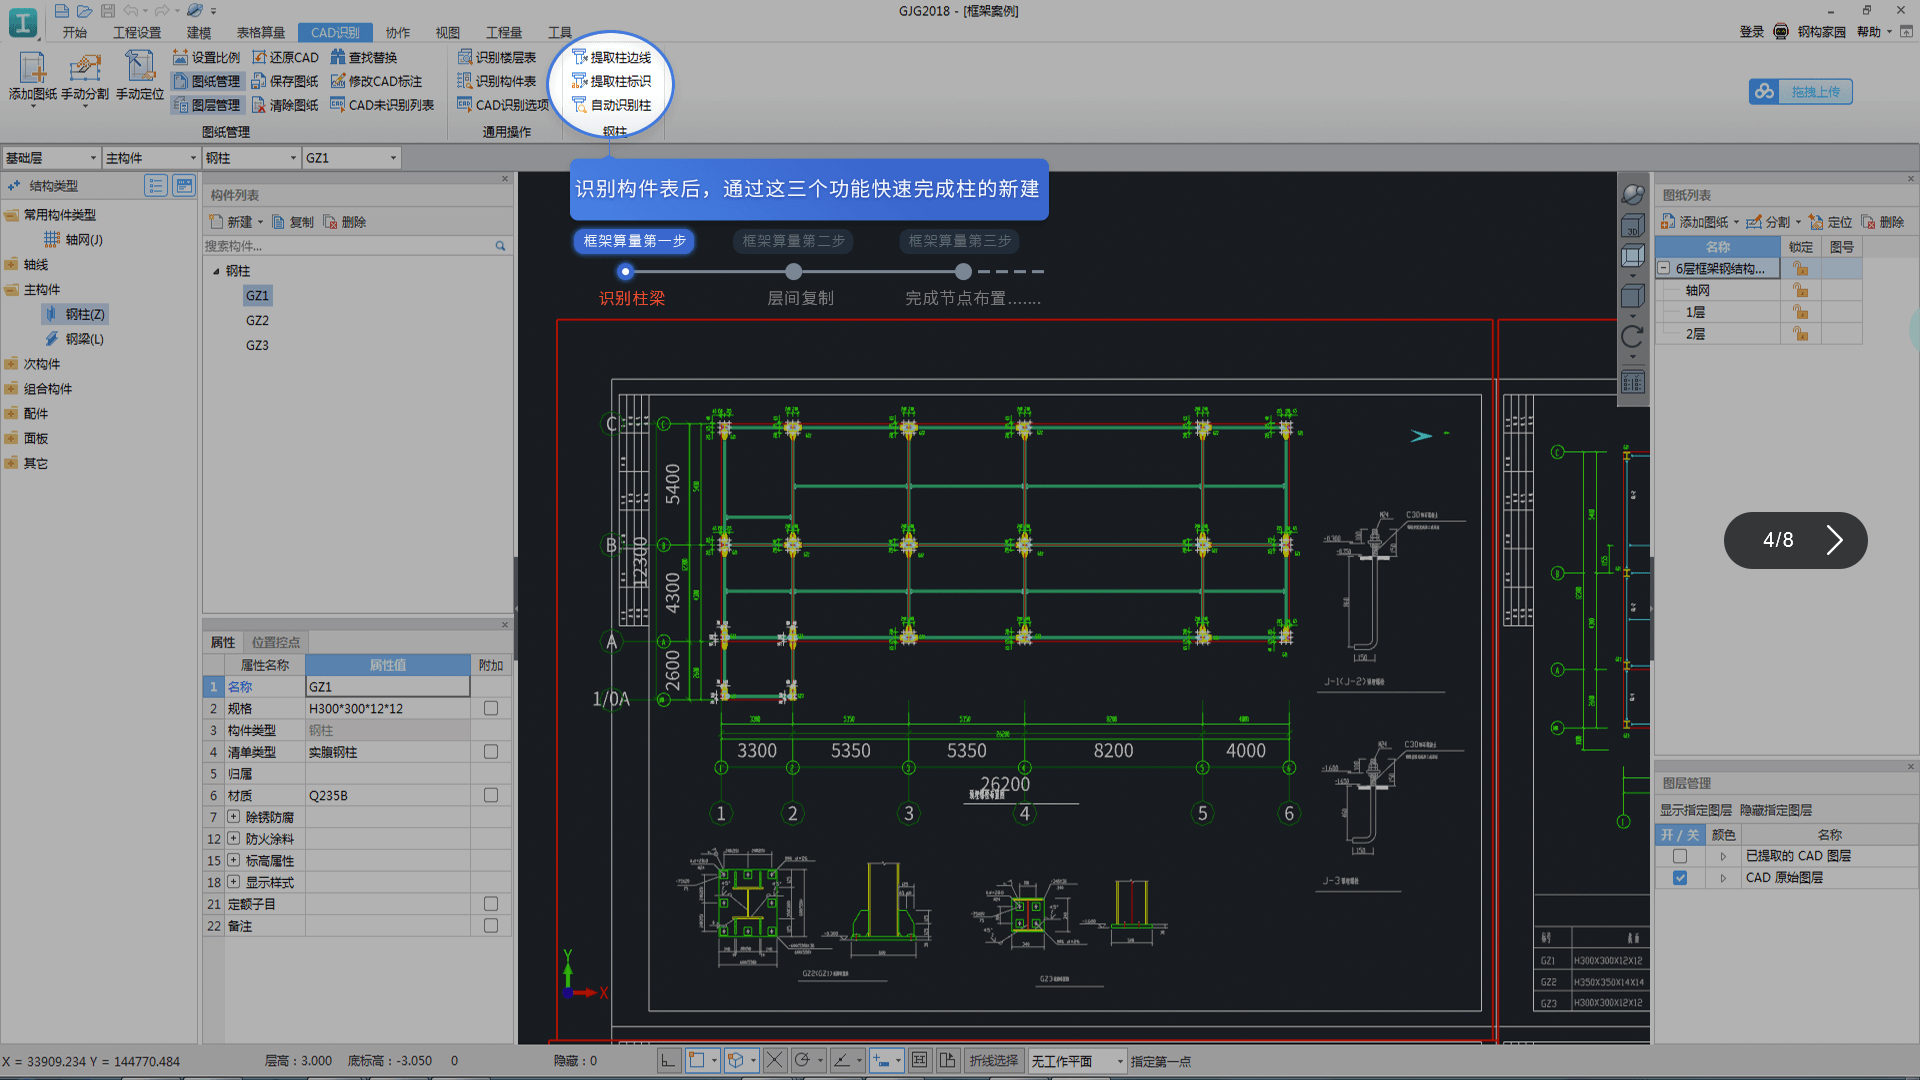 GJG2018 - [框架案例]
开始 工程设置 建模 表格算量 CAD识别 协作 视图 工程量 工具
登录 钢构家园 帮助
添加图纸 手动分割 手动定位
设置比例 还原CAD 查找替换
图纸管理 保存图纸 修改CAD标注
图层管理 清除图纸 CAD未识别列表
图纸管理
识别楼层表
识别构件表
CAD识别选项
通用操作
提取柱边线
提取柱标识
自动识别柱
钢柱
拖拽上传
基础层 主构件 钢柱 GZ1
结构类型
常用构件类型
轴网(J)
轴线
主构件
钢柱(Z)
钢梁(L)
次构件
组合构件
配件
面板
其它
构件列表
新建 复制 删除
搜索构件...
钢柱
GZ1
GZ2
GZ3
属性 位置控点
属性名称 属性值 附加
1 名称 GZ1
2 规格 H300*300*12*12
3 构件类型 钢柱
4 清单类型 实腹钢柱
5 归属
6 材质 Q235B
7 除锈防腐
12 防火涂料
15 标高属性
18 显示样式
21 定额子目
22 备注
识别构件表后，通过这三个功能快速完成柱的新建
框架算量第一步 框架算量第二步 框架算量第三步
识别柱梁 层间复制 完成节点布置.......
C
5400
B
12300
4300
A
2600
1/0A
3300 5350 5350 8200 4000
26200
1 2 3 4 5 6
J-1(J-2)
J-3
GZ2(GZ1)
GZ3
C30
C30
GZ1 H300X300X12X12
GZ2 H350X350X14X14
GZ3 H300X300X12X12
Y
X
3D
图纸列表
添加图纸 分割 定位 删除
名称 锁定 图号
6层框架钢结构...
轴网
1层
2层
4/8
图层管理
显示指定图层 隐藏指定图层
开 / 关 颜色 名称
已提取的 CAD 图层
CAD 原始图层
X = 33909.234 Y = 144770.484 层高 : 3.000 底标高 : -3.050 0 隐藏 : 0 折线选择 无工作平面 指定第一点